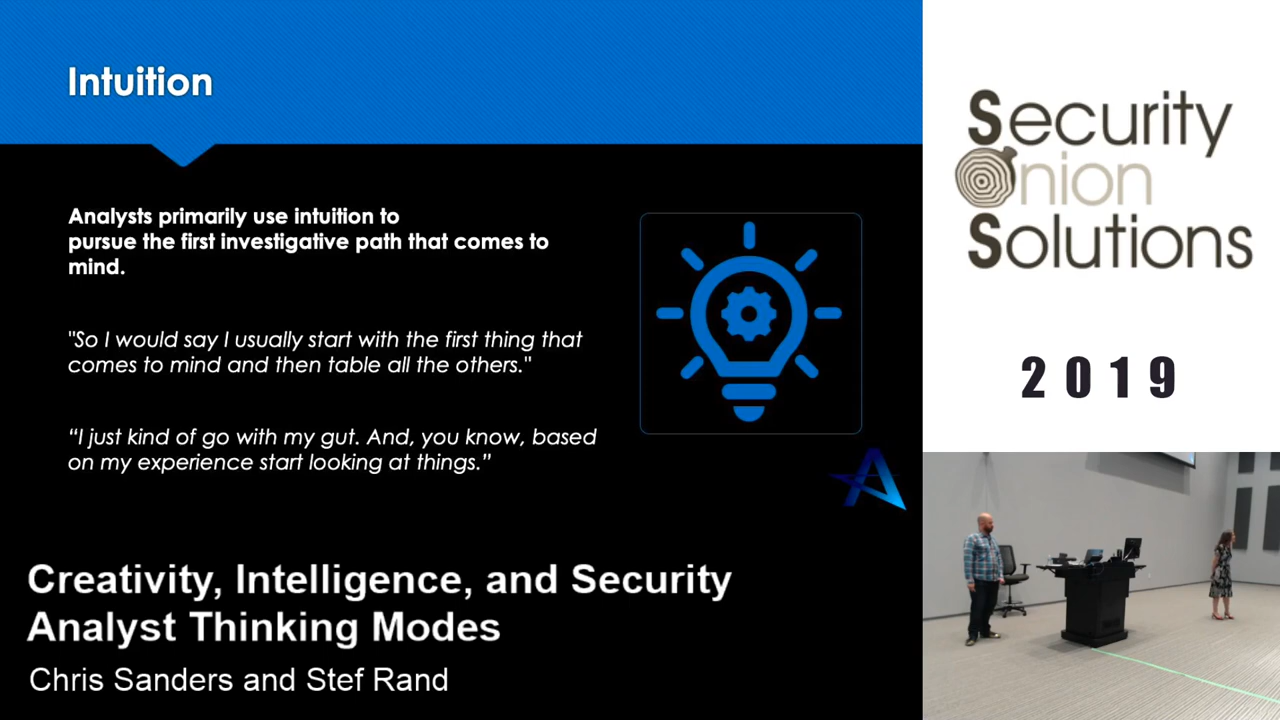 Intuition
Analysts primarily use intuition to
pursue the first investigative path that comes to
mind.
"So I would say I usually start with the first thing that
comes to mind and then table all the others."
“I just kind of go with my gut. And, you know, based
on my experience start looking at things.”
Creativity, Intelligence, and Security
Analyst Thinking Modes
Chris Sanders and Stef Rand
Security
Onion
Solutions
2019